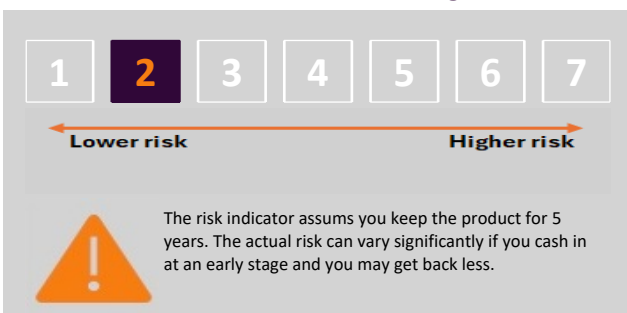 1 2 3 4 5 6 7
Lower risk Higher risk
The risk indicator assums you keep the product for 5
years. The actual risk can vary significantly if you cash in
at an early stage and you may get back less.